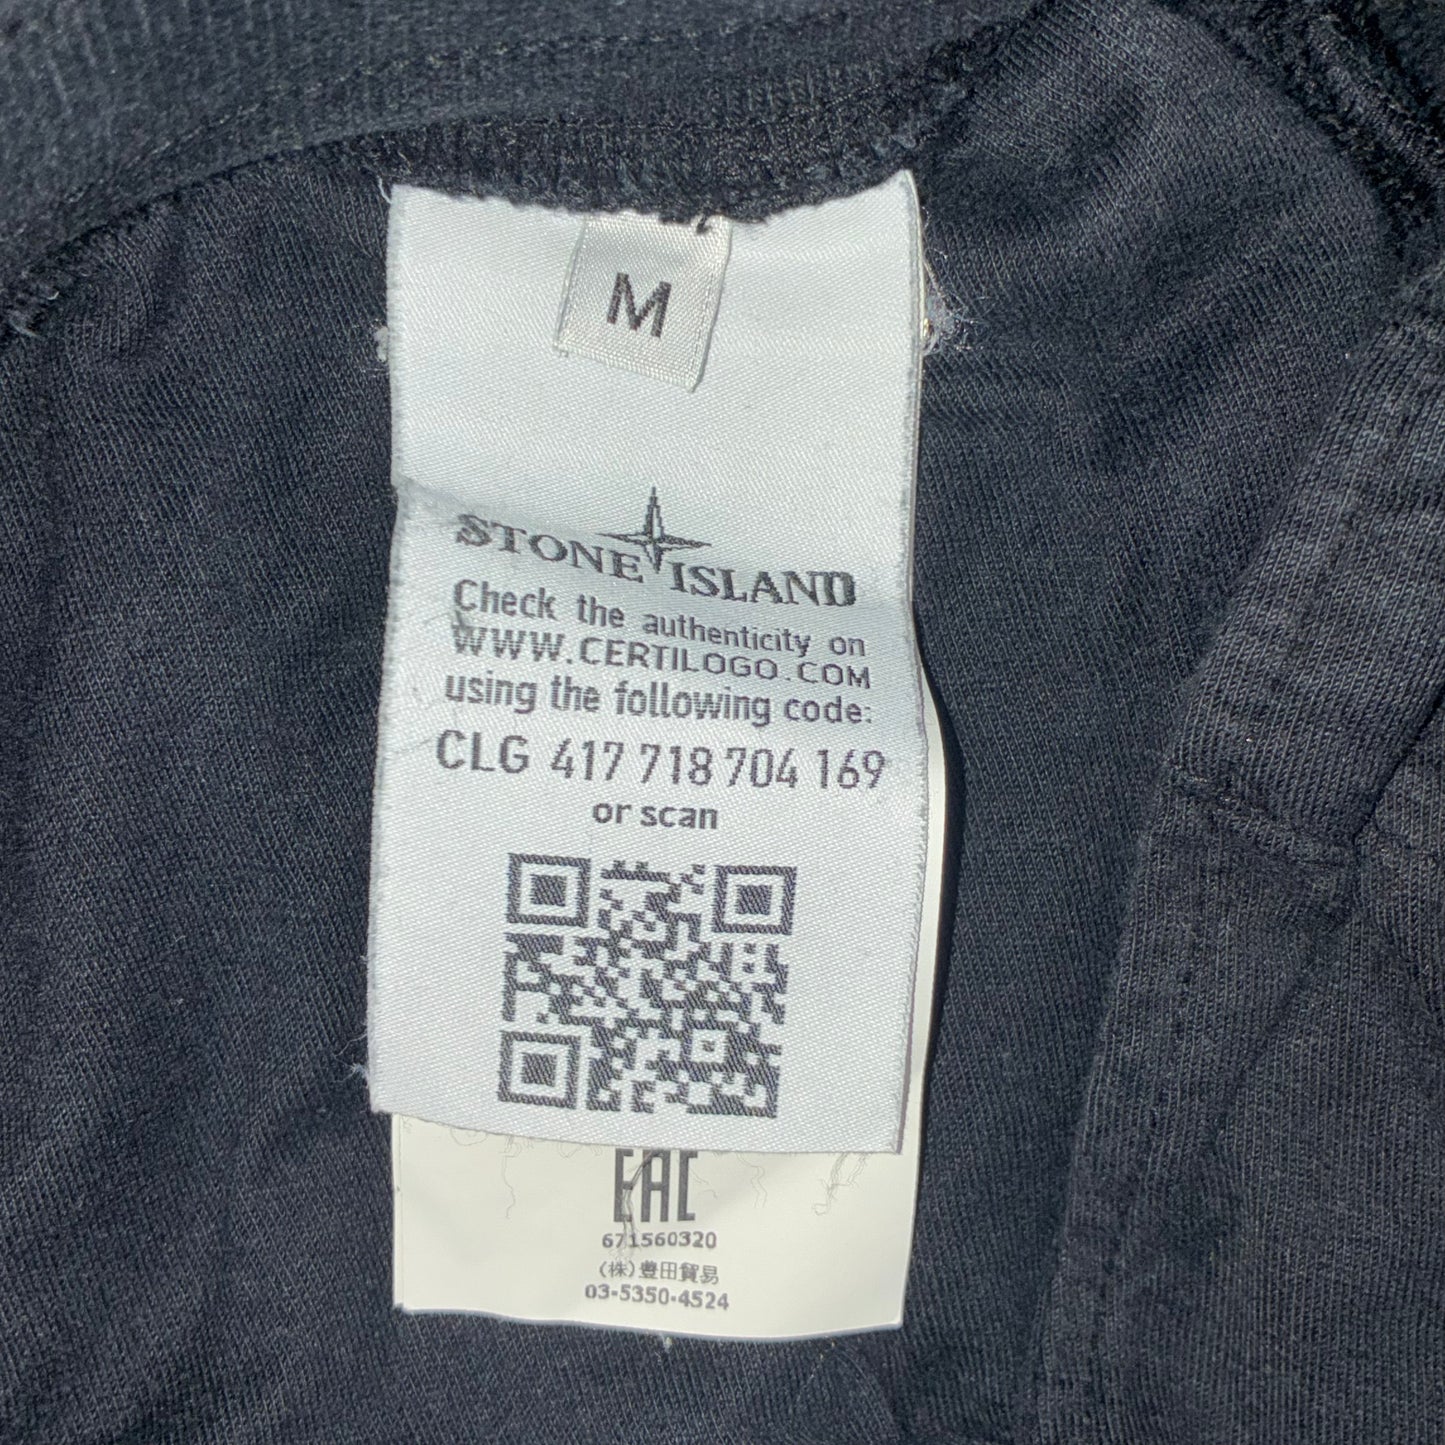 M
STONE ISLAND
Check the authenticity on
WWW.CERTILOGO.COM
using the following code:
CLG 417 718 704 169
or scan
EAC
671560320
(株)豊田貿易
03-5350-4524